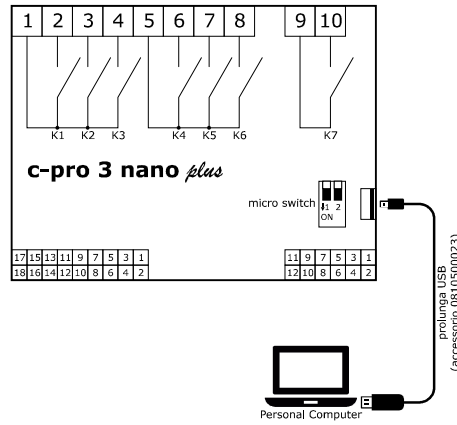 1 2 3 4 5 6 7 8 9 10
K1 K2 K3 K4 K5 K6 K7
c-pro 3 nano plus
micro switch
1 2
ON
17 15 13 11 9 7 5 3 1
18 16 14 12 10 8 6 4 2
11 9 7 5 3 1
12 10 8 6 4 2
prolunga USB
(accessorio 0810500023)
Personal Computer